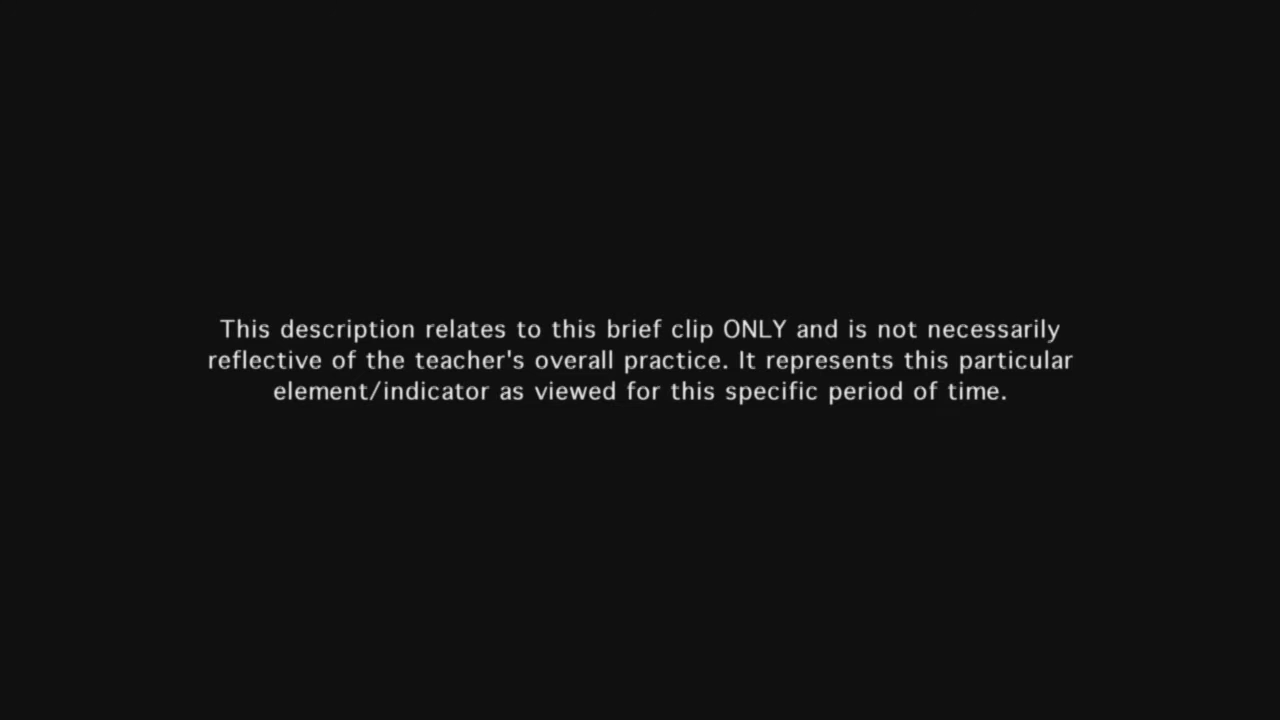 This description relates to this brief clip ONLY and is not necessarily
reflective of the teacher's overall practice. It represents this particular
element/indicator as viewed for this specific period of time.